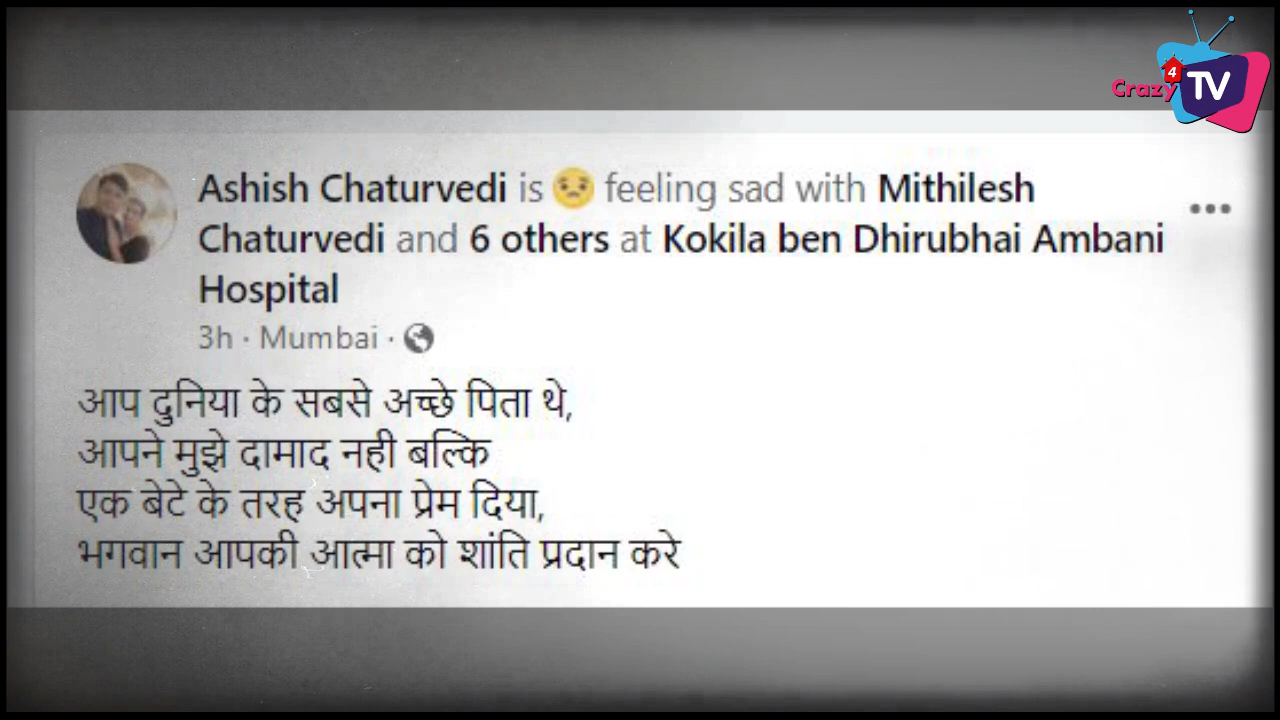 Crazy 4 TV
Ashish Chaturvedi is 😟 feeling sad with Mithilesh
Chaturvedi and 6 others at Kokila ben Dhirubhai Ambani
Hospital
3h · Mumbai ·
आप दुनिया के सबसे अच्छे पिता थे,
आपने मुझे दामाद नही बल्कि
एक बेटे के तरह अपना प्रेम दिया,
भगवान आपकी आत्मा को शांति प्रदान करे